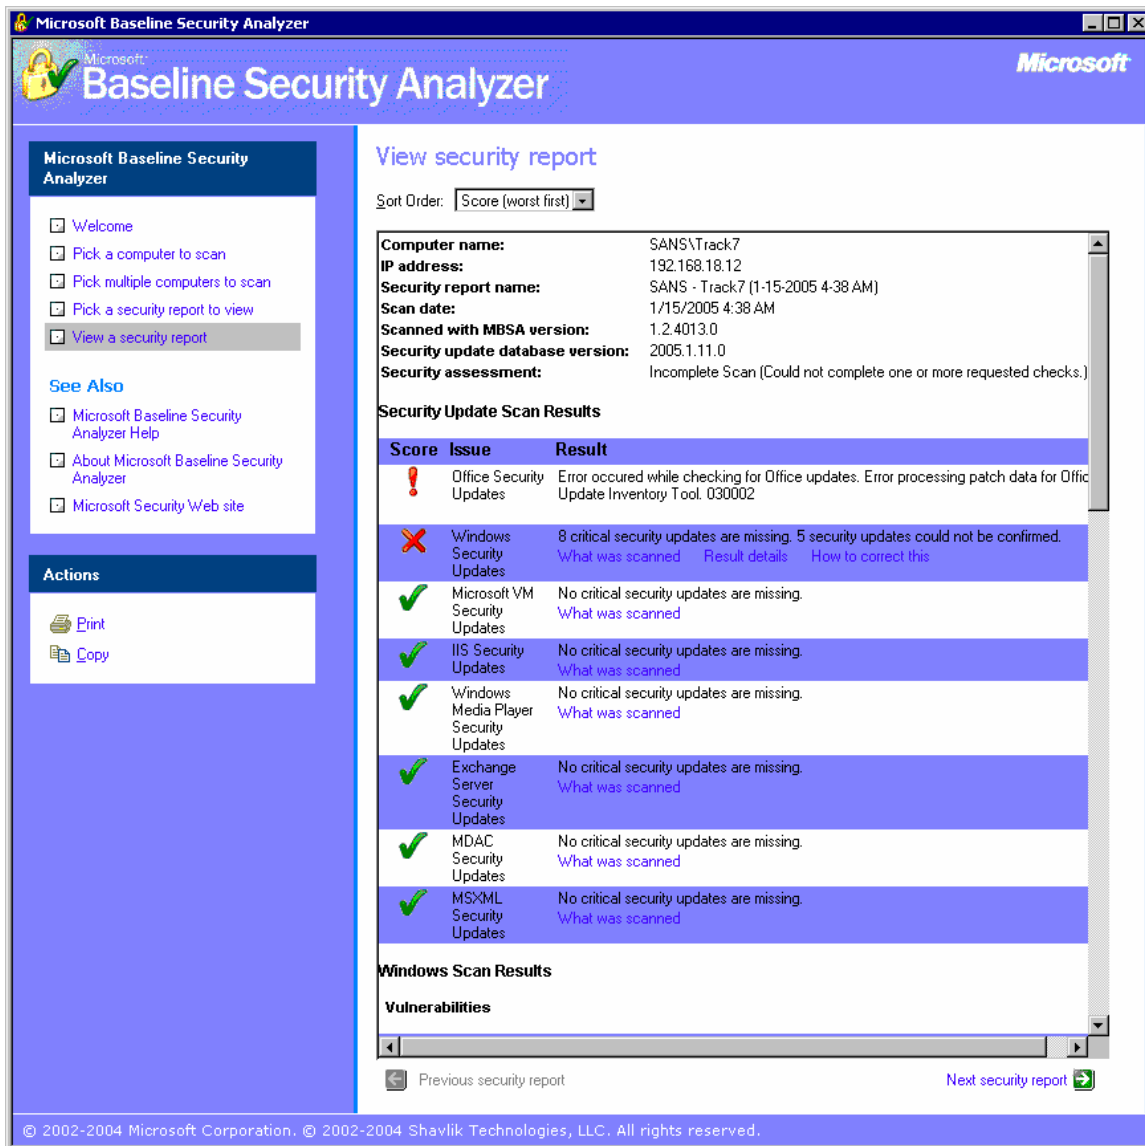 Microsoft Baseline Security Analyzer
Microsoft
Baseline Security Analyzer
Microsoft
Microsoft Baseline Security
Analyzer
Welcome
Pick a computer to scan
Pick multiple computers to scan
Pick a security report to view
View a security report
See Also
Microsoft Baseline Security
Analyzer Help
About Microsoft Baseline Security
Analyzer
Microsoft Security Web site
Actions
Print
Copy
View security report
Sort Order: Score (worst first)
Computer name: SANS\Track7
IP address: 192.168.18.12
Security report name: SANS - Track7 (1-15-2005 4-38 AM)
Scan date: 1/15/2005 4:38 AM
Scanned with MBSA version: 1.2.4013.0
Security update database version: 2005.1.11.0
Security assessment: Incomplete Scan (Could not complete one or more requested checks.)
Security Update Scan Results
Score Issue Result
Office Security Updates
Error occured while checking for Office updates. Error processing patch data for Offic
Update Inventory Tool. 030002
Windows Security Updates
8 critical security updates are missing. 5 security updates could not be confirmed.
What was scanned Result details How to correct this
Microsoft VM Security Updates
No critical security updates are missing.
What was scanned
IIS Security Updates
No critical security updates are missing.
What was scanned
Windows Media Player Security Updates
No critical security updates are missing.
What was scanned
Exchange Server Security Updates
No critical security updates are missing.
What was scanned
MDAC Security Updates
No critical security updates are missing.
What was scanned
MSXML Security Updates
No critical security updates are missing.
What was scanned
Windows Scan Results
Vulnerabilities
Previous security report
Next security report
© 2002-2004 Microsoft Corporation. © 2002-2004 Shavlik Technologies, LLC. All rights reserved.